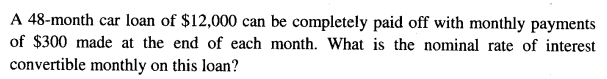 A 48-month car loan of $12,000 can be completely paid off with monthly payments
of $300 made at the end of each month. What is the nominal rate of interest
convertible monthly on this loan?